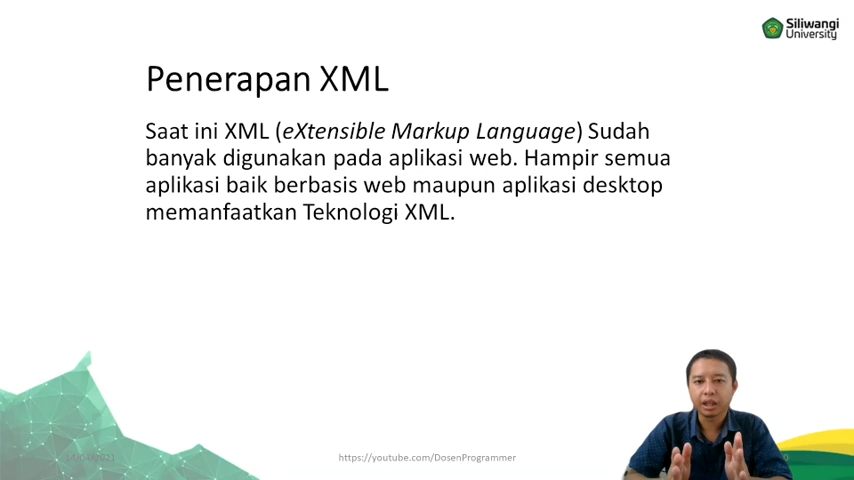 Siliwangi
University
Penerapan XML
Saat ini XML (eXtensible Markup Language) Sudah
banyak digunakan pada aplikasi web. Hampir semua
aplikasi baik berbasis web maupun aplikasi desktop
memanfaatkan Teknologi XML.
https://youtube.com/DosenProgrammer